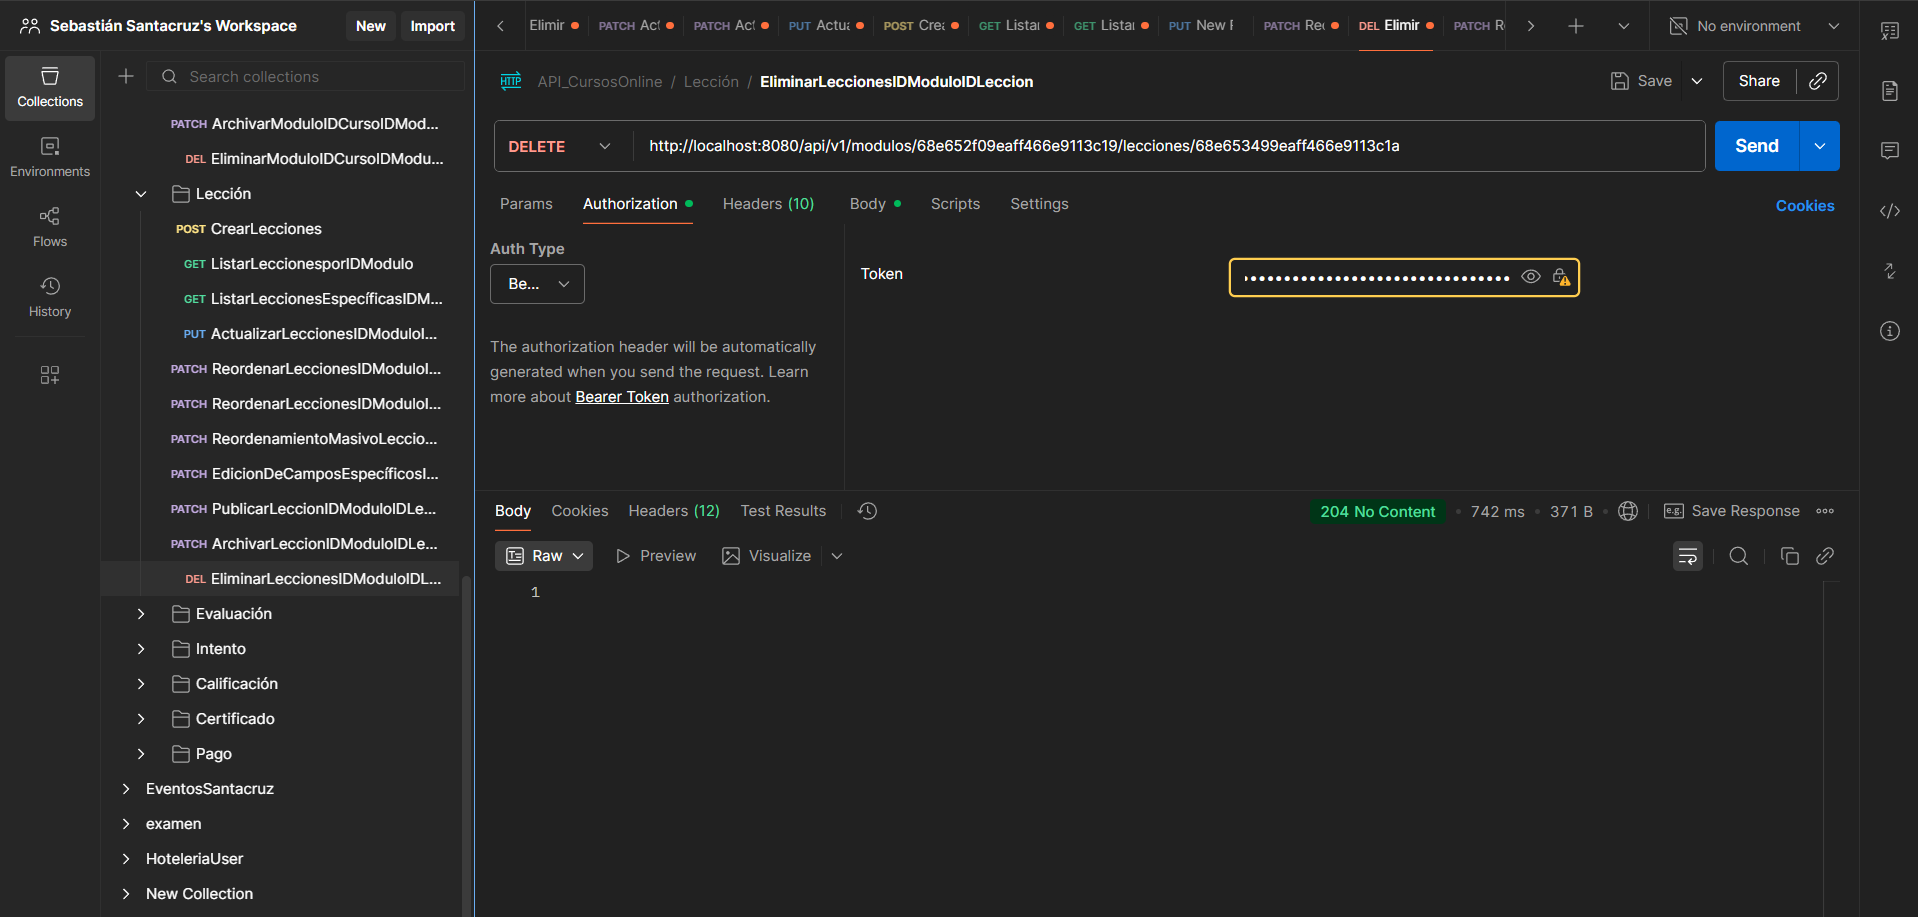 Sebastián Santacruz's Workspace
New
Import
Elimir
PATCH Act
PATCH Act
PUT Actua
POST Crea
GET Listar
GET Listar
PUT New F
PATCH Rec
DEL Elimir
PATCH R
No environment
Collections
Environments
Flows
History
Search collections
PATCH ArchivarModuloIDCursoIDMod...
DEL EliminarModuloIDCursoIDModu...
Lección
POST CrearLecciones
GET ListarLeccionesporIDModulo
GET ListarLeccionesEspecíficasIDM...
PUT ActualizarLeccionesIDModuloI...
PATCH ReordenarLeccionesIDModuloI...
PATCH ReordenarLeccionesIDModuloI...
PATCH ReordenamientoMasivoLeccio...
PATCH EdicionDeCamposEspecíficosI...
PATCH PublicarLeccionIDModuloIDLe...
PATCH ArchivarLeccionIDModuloIDLe...
DEL EliminarLeccionesIDModuloIDL...
Evaluación
Intento
Calificación
Certificado
Pago
EventosSantacruz
examen
HoteleriaUser
New Collection
HTTP API_CursosOnline / Lección / EliminarLeccionesIDModuloIDLeccion
Save
Share
DELETE http://localhost:8080/api/v1/modulos/68e652f09eaff466e9113c19/lecciones/68e653499eaff466e9113c1a
Send
Params Authorization Headers (10) Body Scripts Settings
Cookies
Auth Type
Be...
The authorization header will be automatically
generated when you send the request. Learn
more about Bearer Token authorization.
Token
Body Cookies Headers (12) Test Results
204 No Content • 742 ms • 371 B
e.g. Save Response
Raw Preview Visualize
1